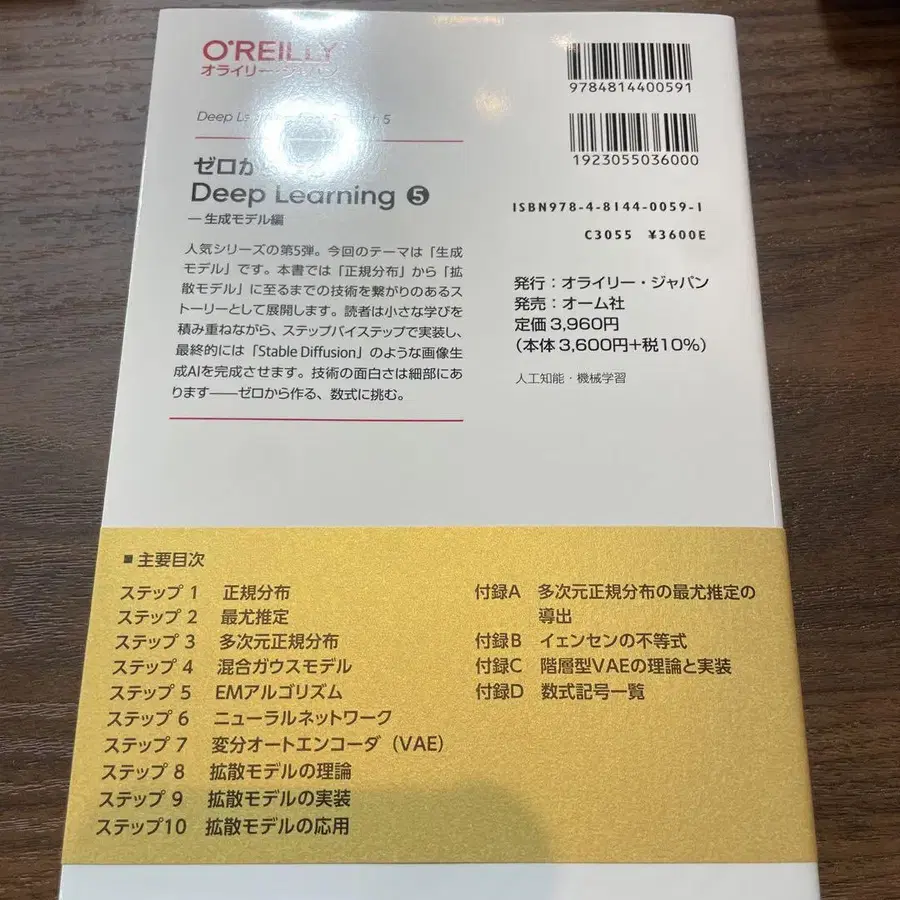 O'REILLY
オライリー・ジャパン
Deep 5
ゼロか
Deep Learning 5
― 生成モデル編
人気シリーズの第5弾。今回のテーマは「生成
モデル」です。本書では「正規分布」から「拡
散モデル」に至るまでの技術を繋がりのあるス
トーリーとして展開します。読者は小さな学びを
積み重ねながら、ステップバイステップで実装し、
最終的には「Stable Diffusion」のような画像生
成AIを完成させます。技術の面白さは細部にあ
ります――ゼロから作る、数式に挑む。
9784814400591
1923055036000
ISBN978-4-8144-0059-1
C3055 ¥3600E
発行：オライリー・ジャパン
発売：オーム社
定価3,960円
（本体3,600円+税10%）
人工知能・機械学習
■ 主要目次
ステップ 1 正規分布
ステップ 2 最尤推定
ステップ 3 多次元正規分布
ステップ 4 混合ガウスモデル
ステップ 5 EMアルゴリズム
ステップ 6 ニューラルネットワーク
ステップ 7 変分オートエンコーダ（VAE）
ステップ 8 拡散モデルの理論
ステップ 9 拡散モデルの実装
ステップ10 拡散モデルの応用
付録A 多次元正規分布の最尤推定の
導出
付録B イェンセンの不等式
付録C 階層型VAEの理論と実装
付録D 数式記号一覧